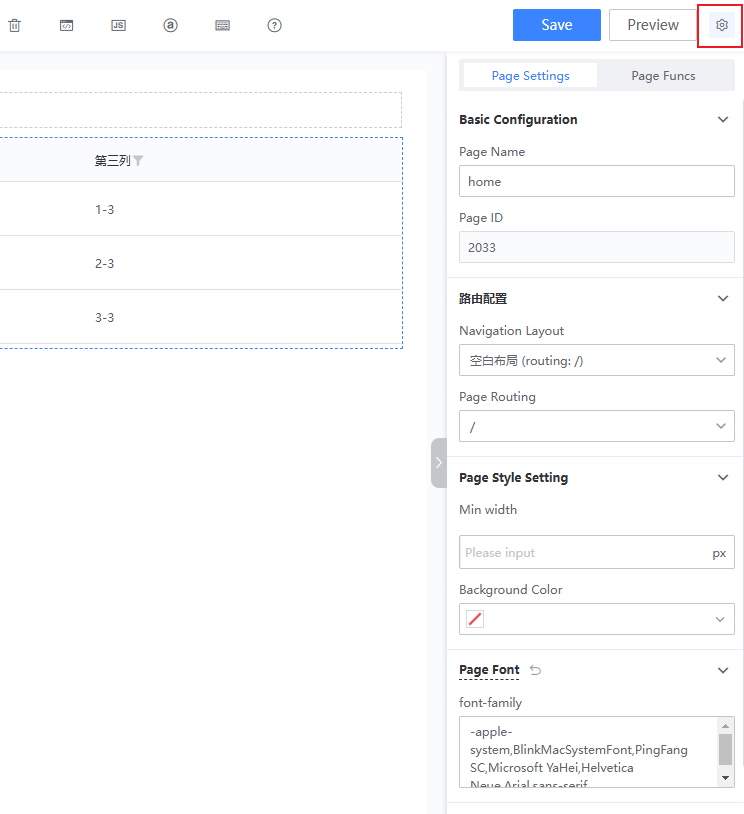 JS
a
?
Save
Preview
第三列
1-3
2-3
3-3
Page Settings
Page Funcs
Basic Configuration
Page Name
home
Page ID
2033
路由配置
Navigation Layout
空白布局 (routing: /)
Page Routing
/
Page Style Setting
Min width
Please input
px
Background Color
Page Font
font-family
-apple-
system,BlinkMacSystemFont,PingFang
SC,Microsoft YaHei,Helvetica
Neue,Arial,sans-serif